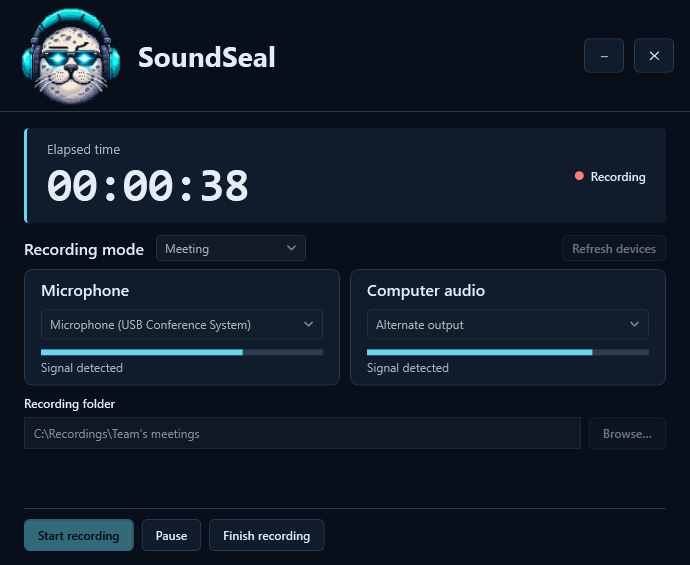 SoundSeal
Elapsed time
00:00:38
Recording
Recording mode
Meeting
Refresh devices
Microphone
Microphone (USB Conference System)
Signal detected
Computer audio
Alternate output
Signal detected
Recording folder
C:\Recordings\Team's meetings
Browse...
Start recording
Pause
Finish recording